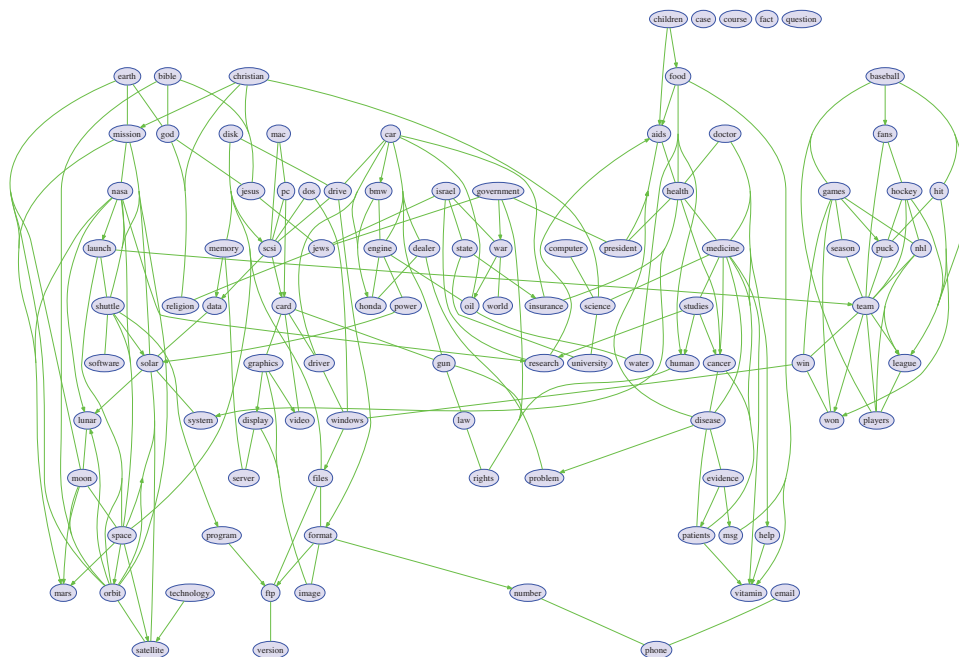 children case course fact question
earth bible christian food baseball
mission god disk mac car aids doctor fans
nasa jesus pc dos drive bmw israel government health games hockey hit
launch memory scsi jews engine dealer state war computer president medicine season puck nhl
shuttle religion data card honda power oil world insurance science studies team
software solar graphics driver gun research university water human cancer win league
lunar system display video windows law disease won players
moon server files rights problem evidence
space program format patients msg help
mars orbit technology ftp image number vitamin email
satellite version phone